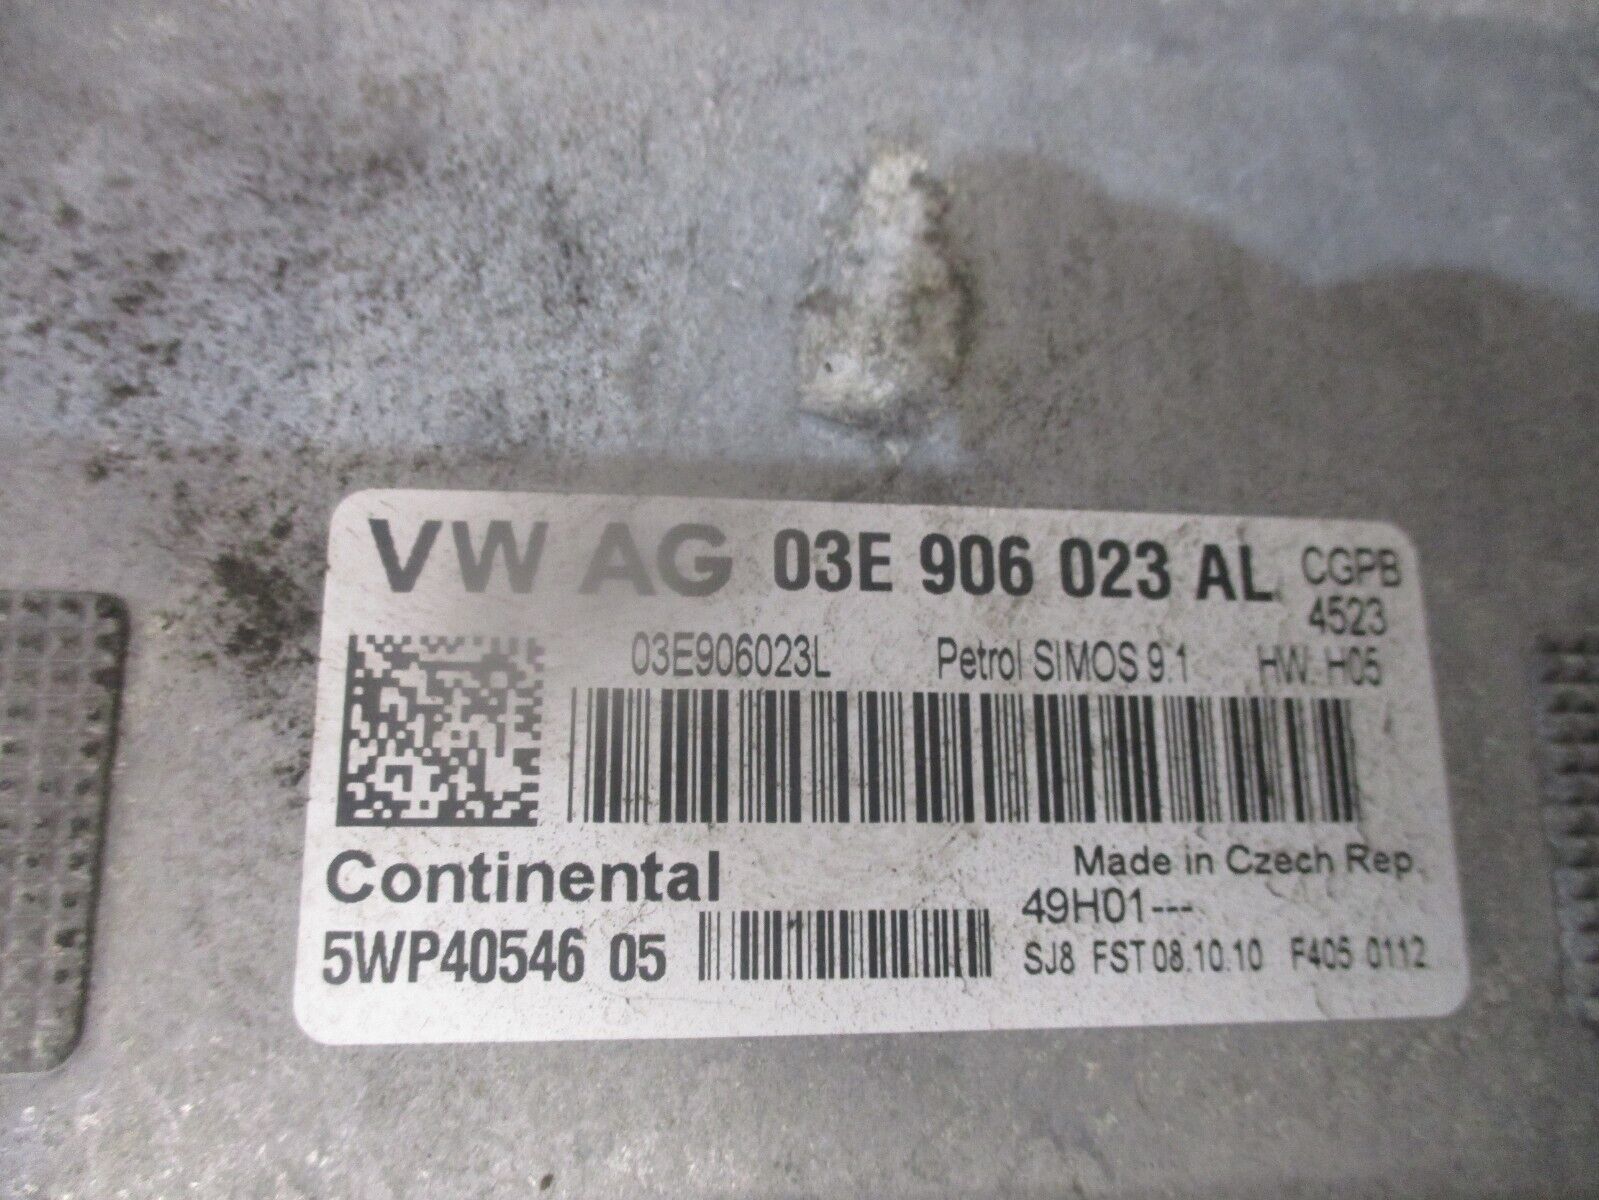 VW AG 03E 906 023 AL CGPB
4523
03E906023L Petrol SIMOS 9.1 HW: H05
Continental Made in Czech Rep.
49H01---
5WP40546 05 SJ8 FST 08.10.10 F405 0112